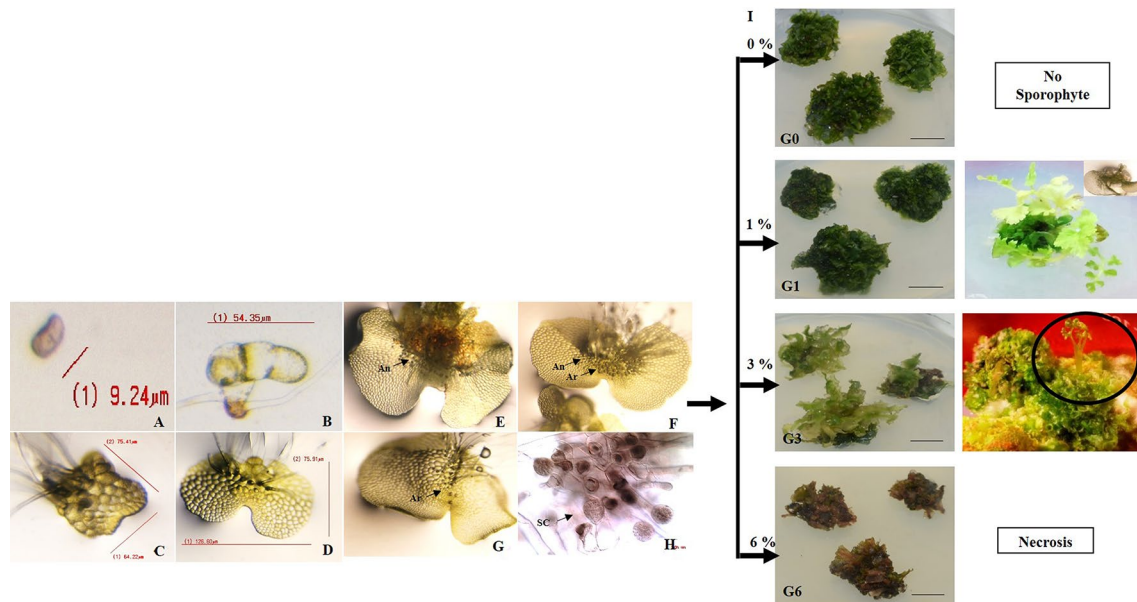 I
0 %
G0
No
Sporophyte
1 %
G1
3 %
G3
6 %
G6
Necrosis
(1) 9.24µm
A
(1) 54.35µm
B
An
E
An
Ar
F
(2) 75.41µm
(1) 64.22µm
C
(2) 75.91µm
(1) 126.60µm
D
Ar
G
SC
H